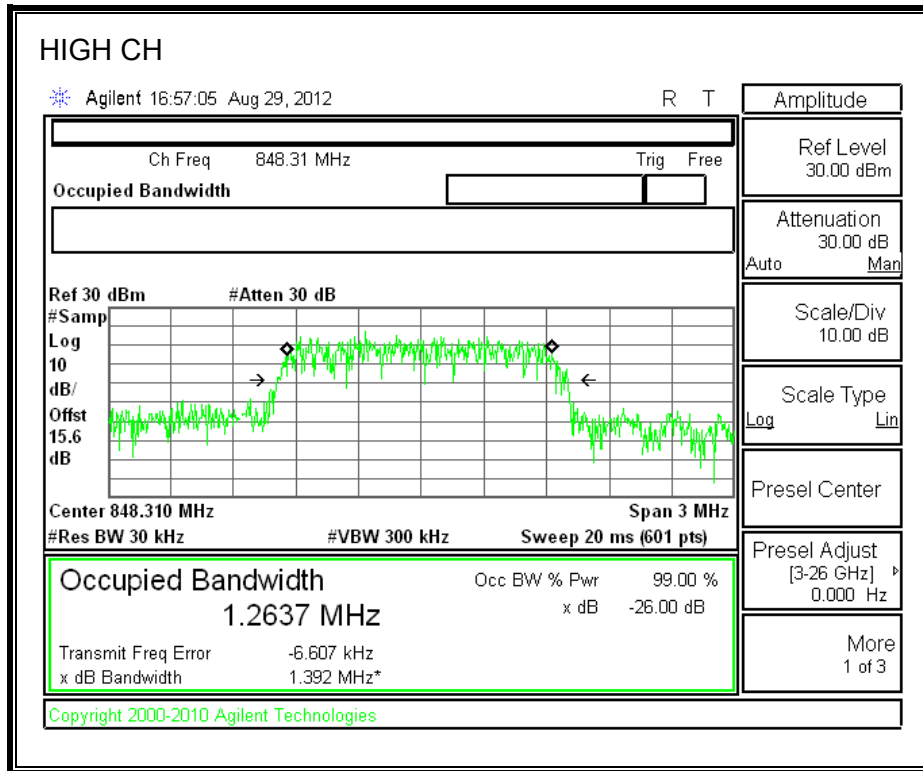 HIGH CH
Agilent 16:57:05 Aug 29, 2012 R T
Ch Freq 848.31 MHz Trig Free
Occupied Bandwidth
Ref 30 dBm #Atten 30 dB
#Samp
Log
10
dB/
Offst
15.6
dB
Center 848.310 MHz Span 3 MHz
#Res BW 30 kHz #VBW 300 kHz Sweep 20 ms (601 pts)
Occupied Bandwidth Occ BW % Pwr 99.00 %
1.2637 MHz x dB -26.00 dB
Transmit Freq Error -6.607 kHz
x dB Bandwidth 1.392 MHz*
Copyright 2000-2010 Agilent Technologies
Amplitude
Ref Level
30.00 dBm
Attenuation
30.00 dB
Auto Man
Scale/Div
10.00 dB
Scale Type
Log Lin
Presel Center
Presel Adjust
[3-26 GHz]
0.000 Hz
More
1 of 3